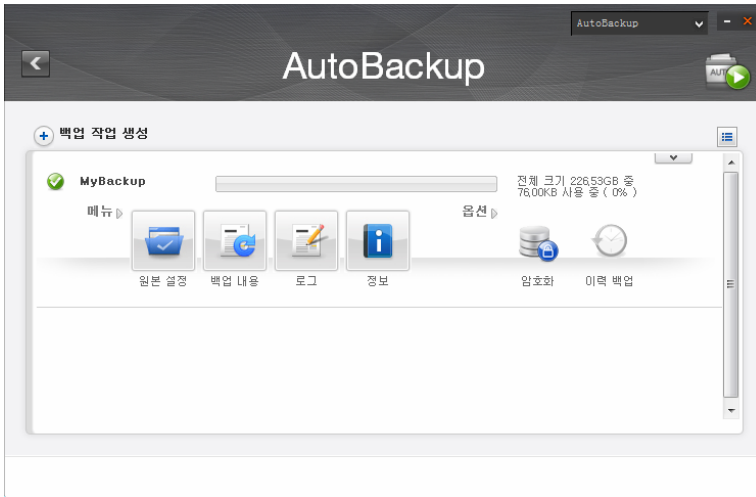 AutoBackup
AutoBackup
AUTO
백업 작업 생성
MyBackup
전체 크기 226,53GB 중
76,00KB 사용 중 ( 0% )
메뉴
옵션
원본 설정
백업 내용
로그
정보
암호화
이력 백업